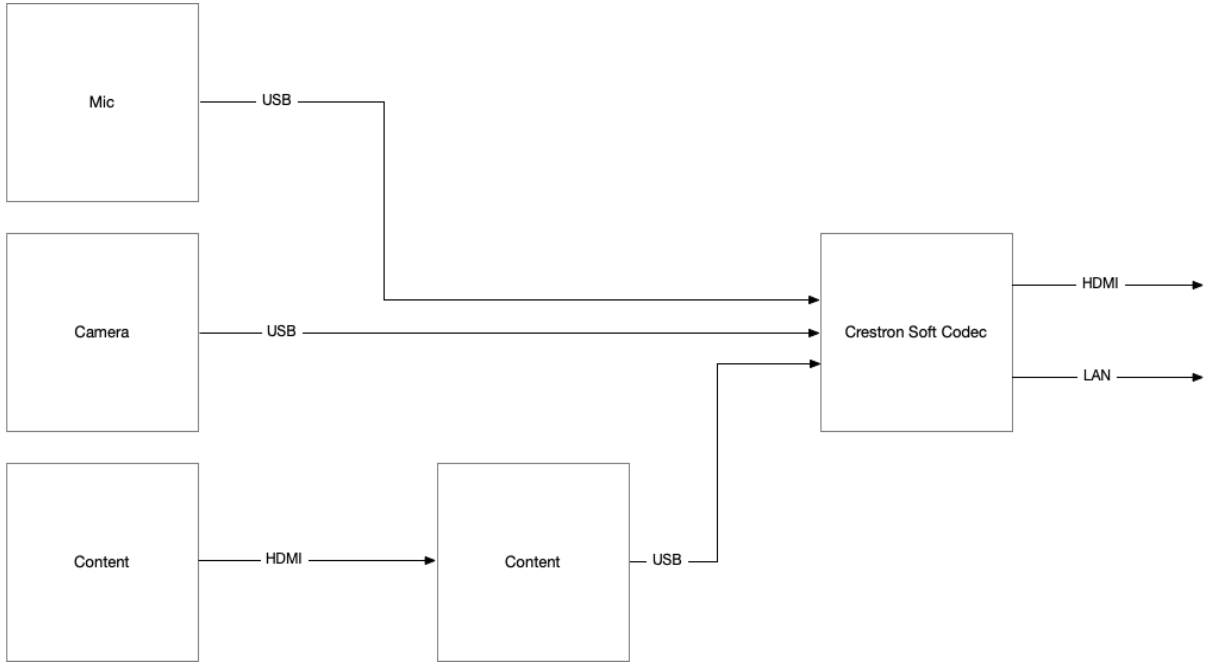 Mic
USB
Camera
USB
Crestron Soft Codec
HDMI
LAN
Content
HDMI
Content
USB